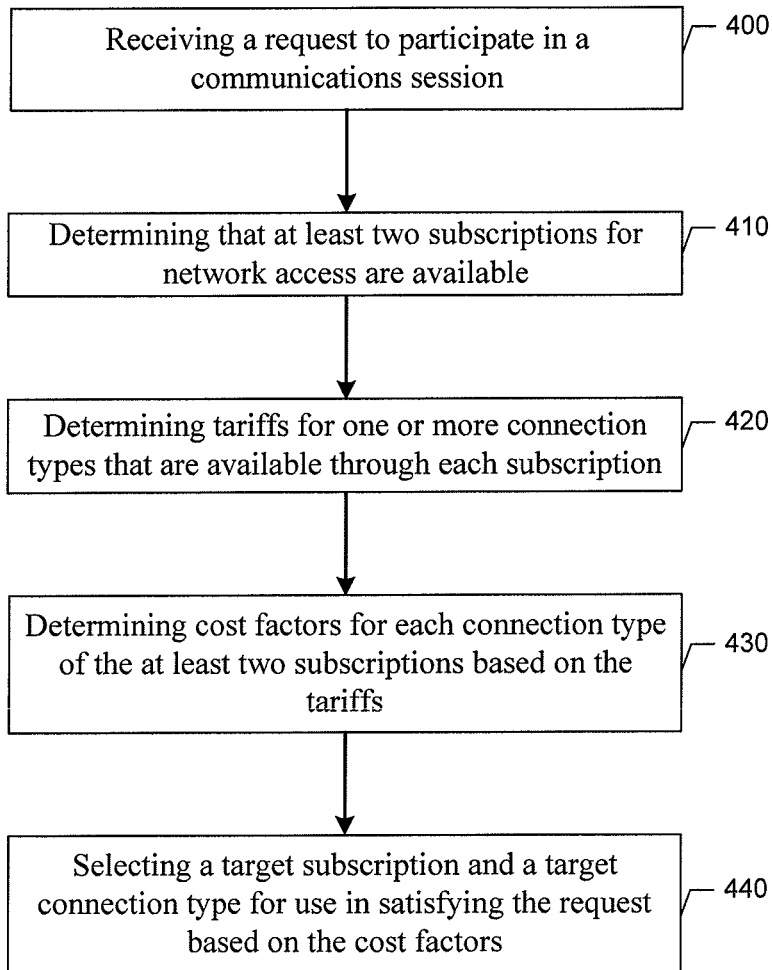 Receiving a request to participate in a
communications session
400
Determining that at least two subscriptions for
network access are available
410
Determining tariffs for one or more connection
types that are available through each subscription
420
Determining cost factors for each connection type
of the at least two subscriptions based on the
tariffs
430
Selecting a target subscription and a target
connection type for use in satisfying the request
based on the cost factors
440